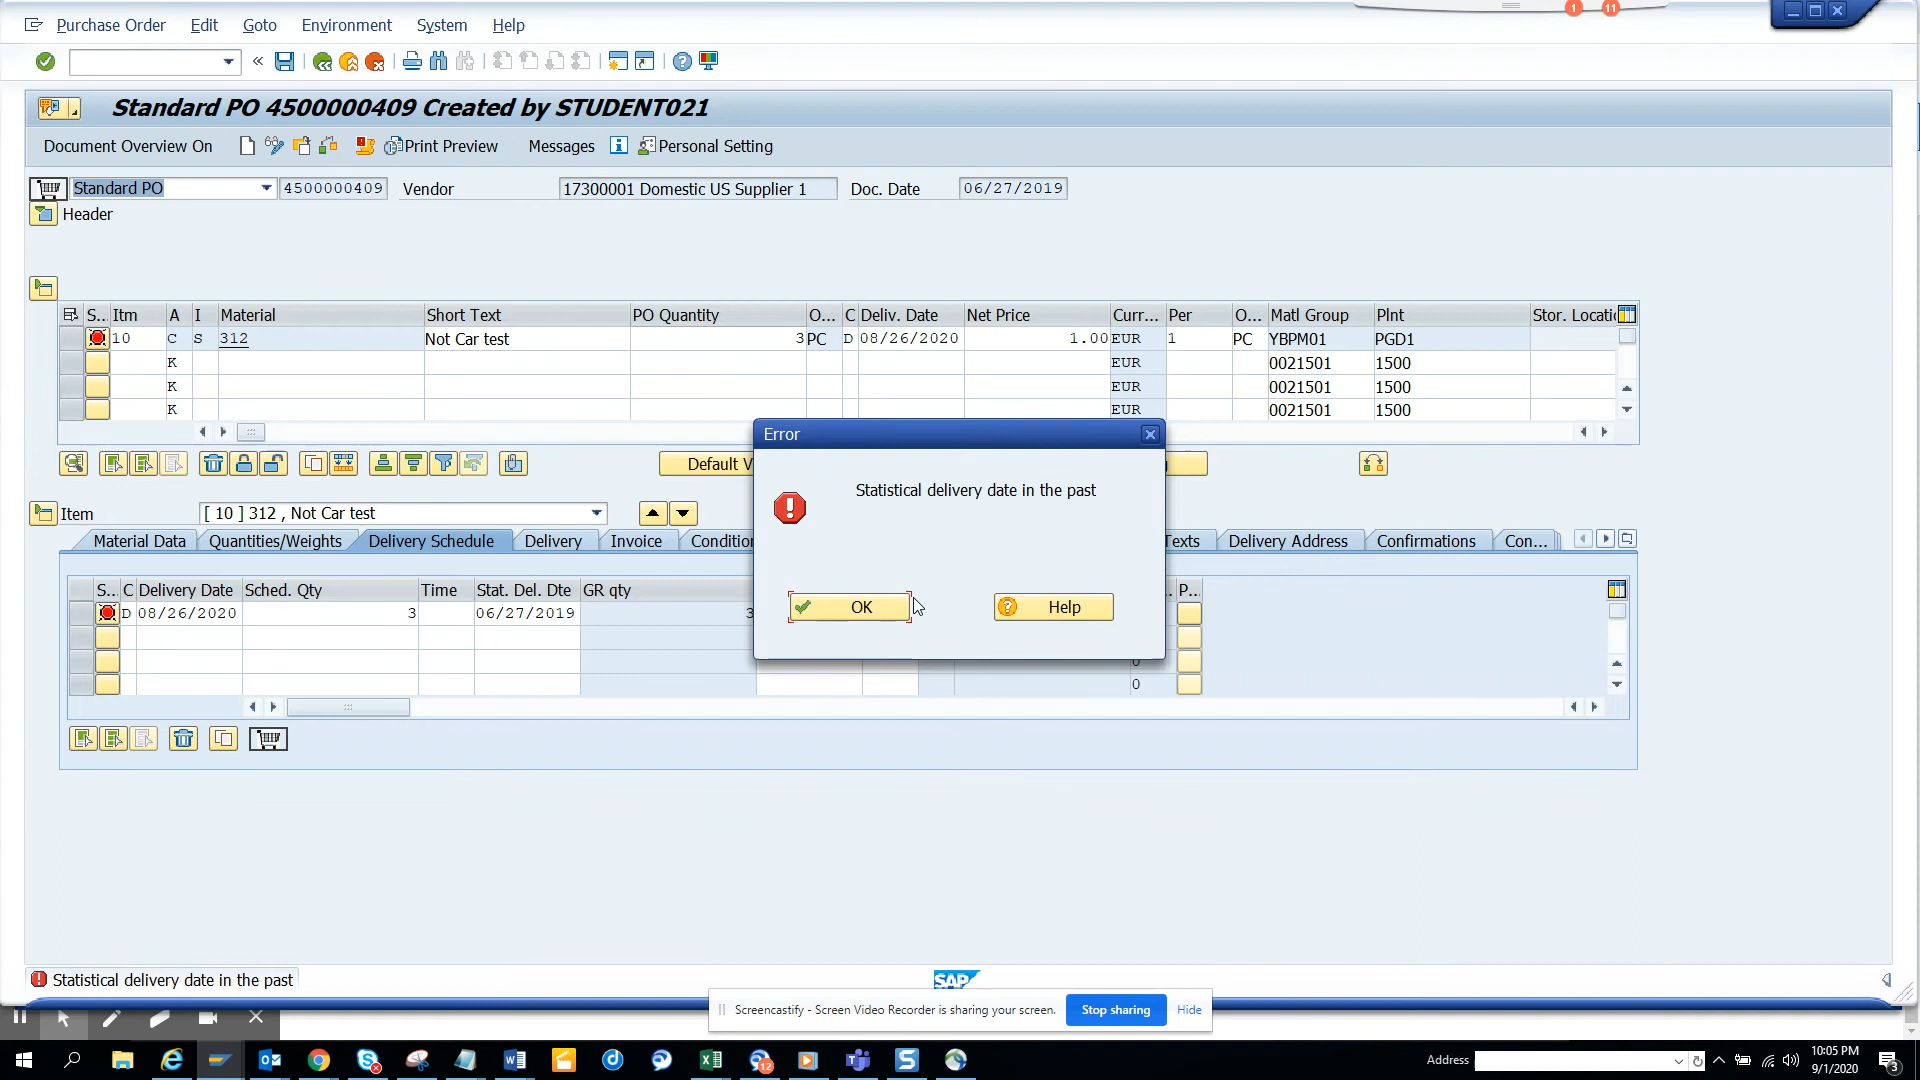 Purchase Order Edit Goto Environment System Help
1 11
Standard PO 4500000409 Created by STUDENT021
Document Overview On Print Preview Messages Personal Setting
Standard PO 4500000409 Vendor 17300001 Domestic US Supplier 1 Doc. Date 06/27/2019
Header
S... Itm A I Material Short Text PO Quantity O... C Deliv. Date Net Price Curr... Per O... Matl Group Plnt Stor. Locatio
10 C S 312 Not Car test 3 PC D 08/26/2020 1.00 EUR 1 PC YBPM01 PGD1
K EUR 0021501 1500
K EUR 0021501 1500
K EUR 0021501 1500
Default V
Error
Statistical delivery date in the past
OK Help
Item [ 10 ] 312 , Not Car test
Material Data Quantities/Weights Delivery Schedule Delivery Invoice Condition Texts Delivery Address Confirmations Con...
S... C Delivery Date Sched. Qty Time Stat. Del. Dte GR qty P...
D 08/26/2020 3 06/27/2019 3
0
0
Statistical delivery date in the past
SAP
Screencastify - Screen Video Recorder is sharing your screen. Stop sharing Hide
12
Address
10:05 PM
9/1/2020
3